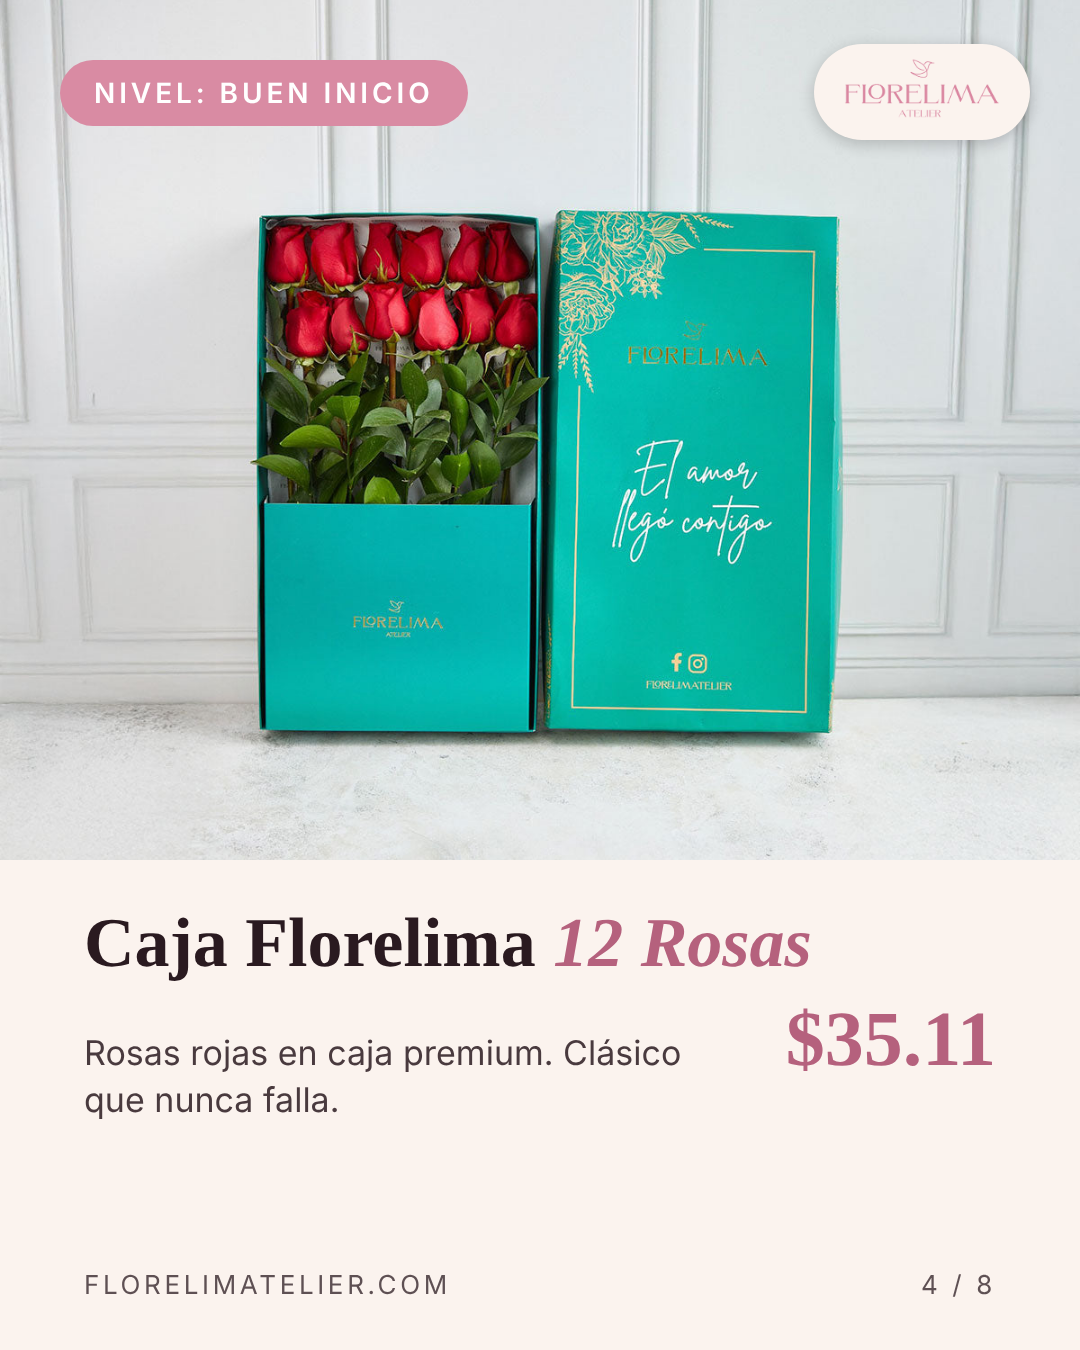 NIVEL: BUEN INICIO
FLORELIMA
ATELIER
FLORELIMA
El amor
llegó contigo
FLORELIMA
ATELIER
FLORELIMATELIER
Caja Florelima 12 Rosas
$35.11
Rosas rojas en caja premium. Clásico
que nunca falla.
FLORELIMATELIER.COM
4 / 8